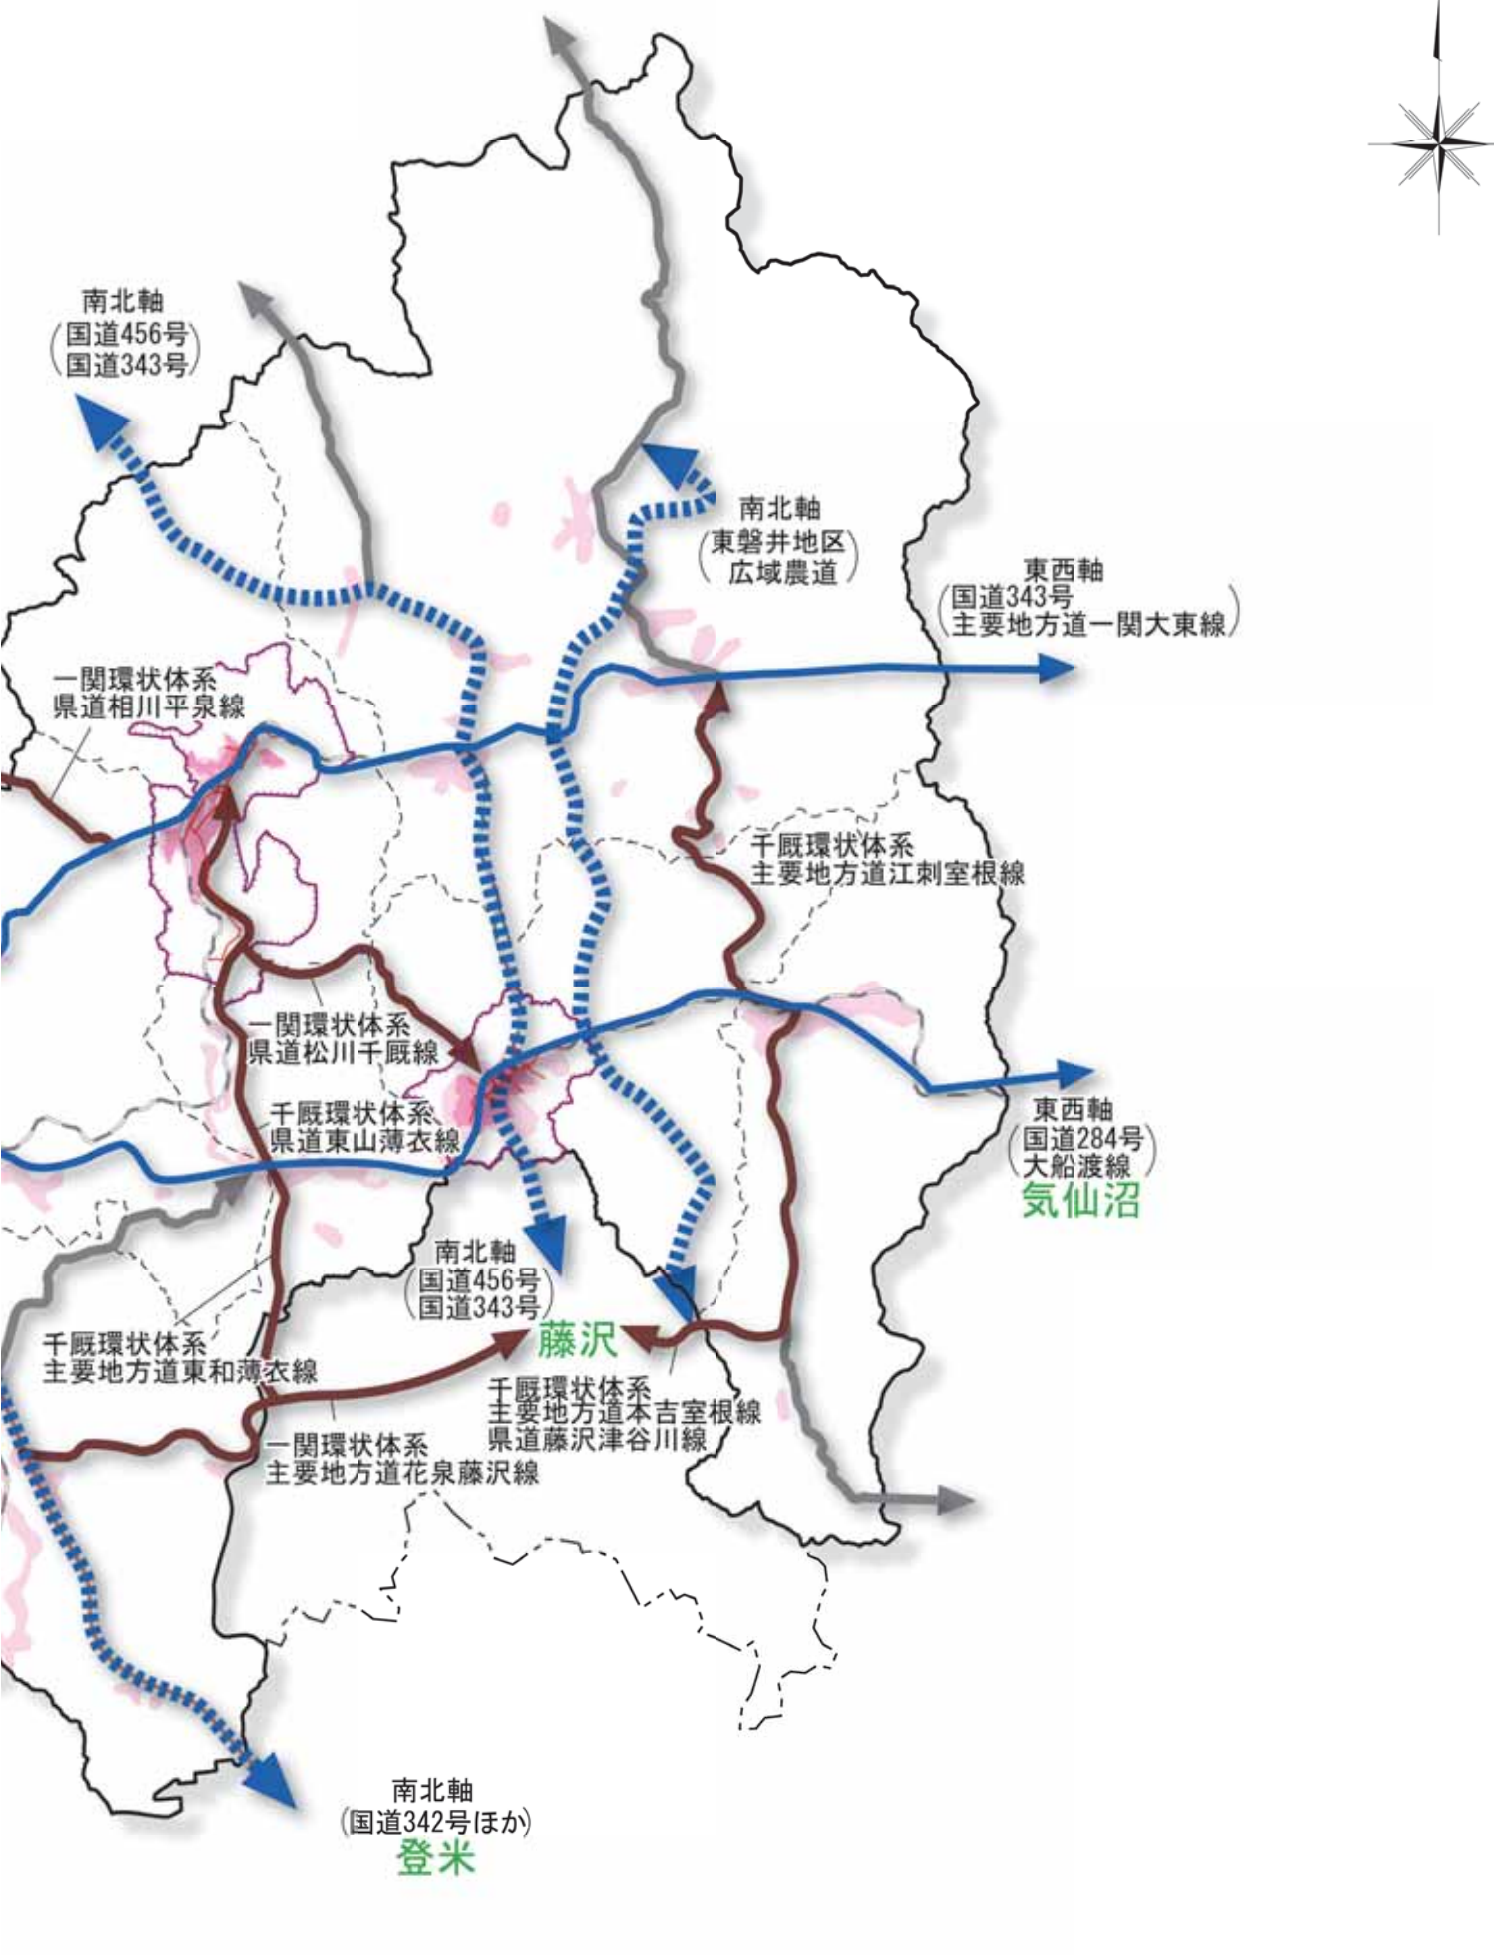 南北軸
(国道456号)
(国道343号)
南北軸
(東磐井地区)
(広域農道)
東西軸
(国道343号
主要地方道一関大東線)
一関環状体系
県道相川平泉線
千厩環状体系
主要地方道江刺室根線
一関環状体系
県道松川千厩線
千厩環状体系
県道東山薄衣線
東西軸
(国道284号)
(大船渡線)
気仙沼
南北軸
(国道456号)
(国道343号)
藤沢
千厩環状体系
主要地方道東和薄衣線
千厩環状体系
主要地方道本吉室根線
県道藤沢津谷川線
一関環状体系
主要地方道花泉藤沢線
南北軸
(国道342号ほか)
登米